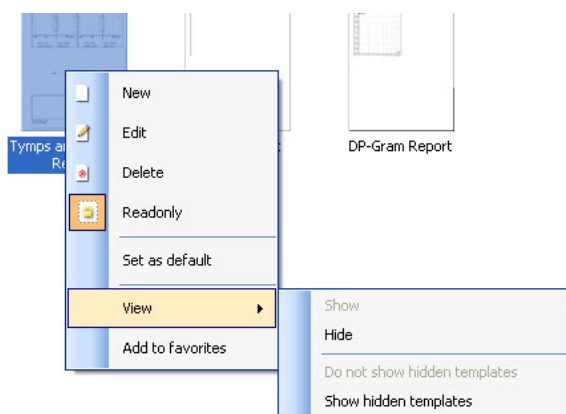 New
Edit
Tymps a
Re
DP-Gram Report
Delete
Readonly
Set as default
View
Show
Hide
Add to favorites
Do not show hidden templates
Show hidden templates